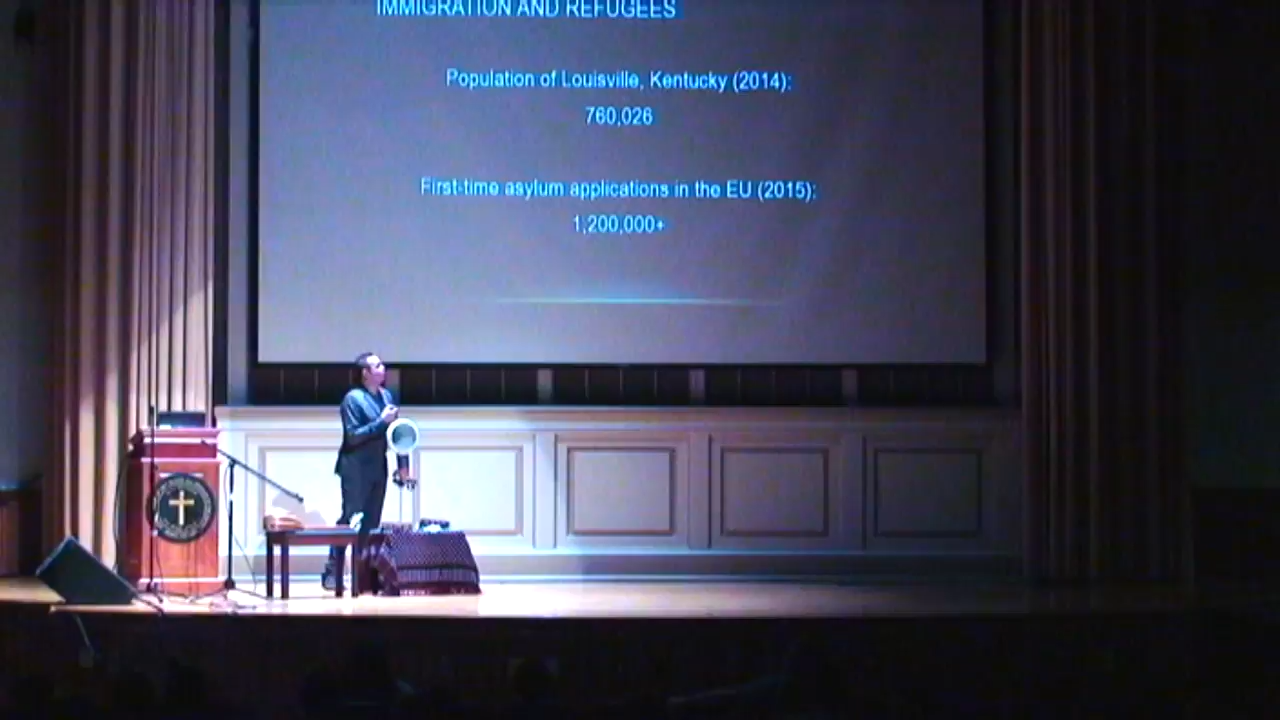 IMMIGRATION AND REFUGEES
Population of Louisville, Kentucky (2014):
760,026
First-time asylum applications in the EU (2015):
1,200,000+